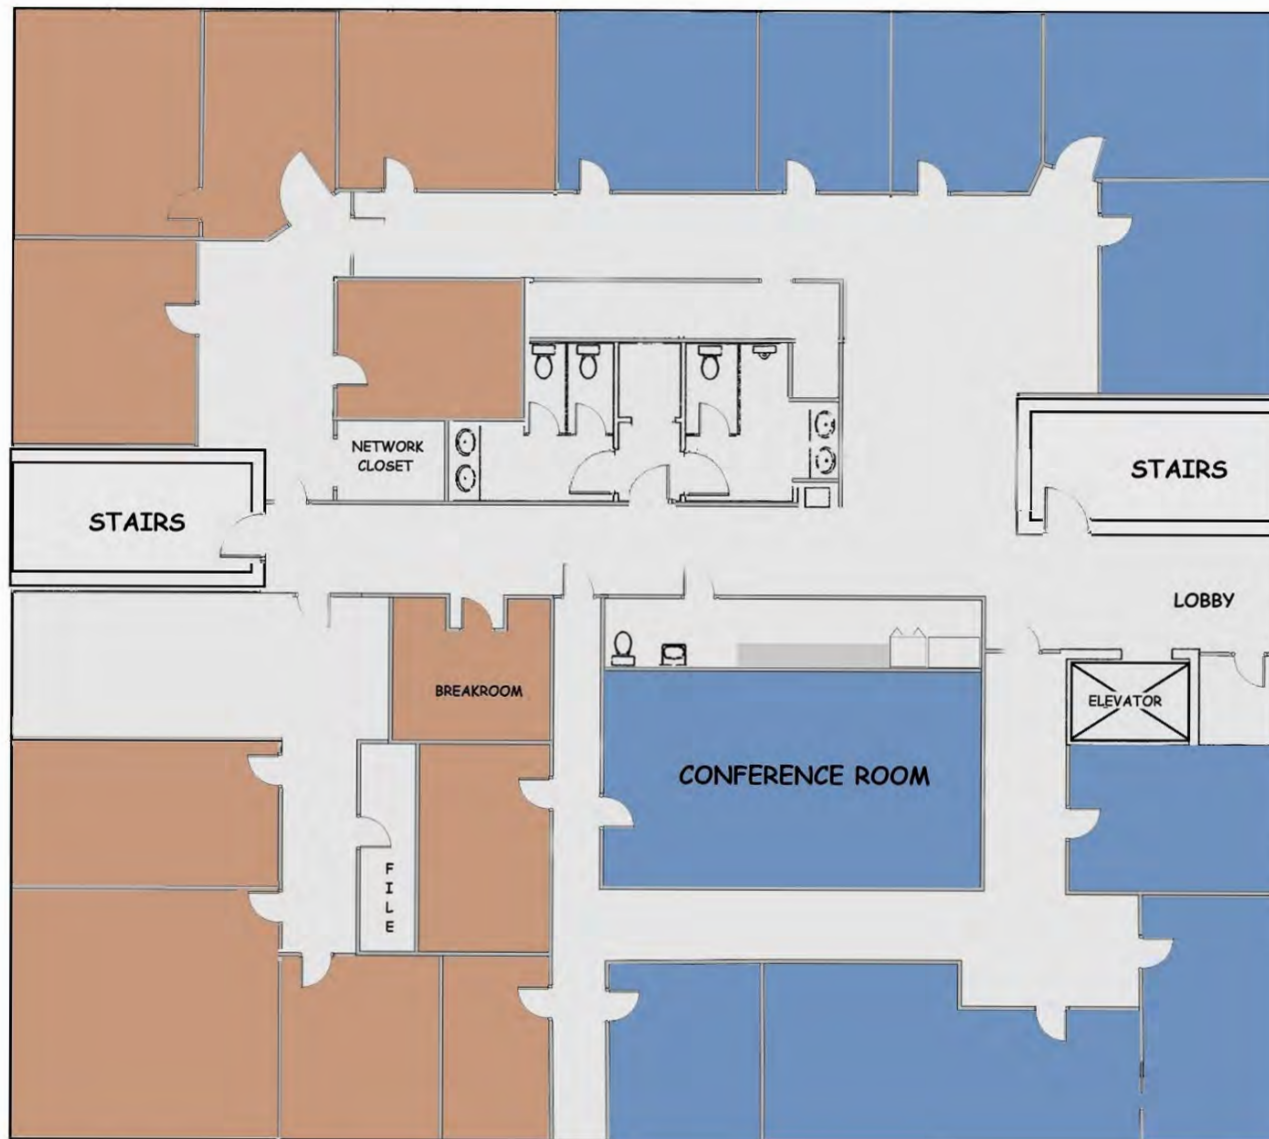 NETWORK
CLOSET
STAIRS
STAIRS
LOBBY
BREAKROOM
ELEVATOR
CONFERENCE ROOM
F
I
L
E